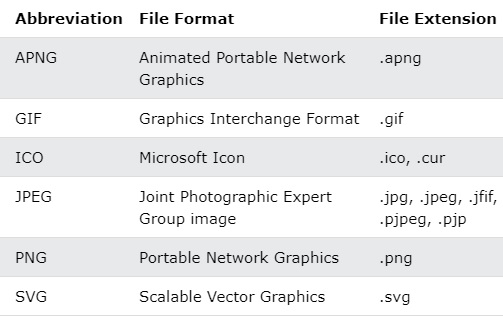 Abbreviation File Format File Extension
APNG Animated Portable Network .apng
Graphics
GIF Graphics Interchange Format .gif
ICO Microsoft Icon .ico, .cur
JPEG Joint Photographic Expert .jpg, .jpeg, .jfif,
Group image .pjpeg, .pjp
PNG Portable Network Graphics .png
SVG Scalable Vector Graphics .svg